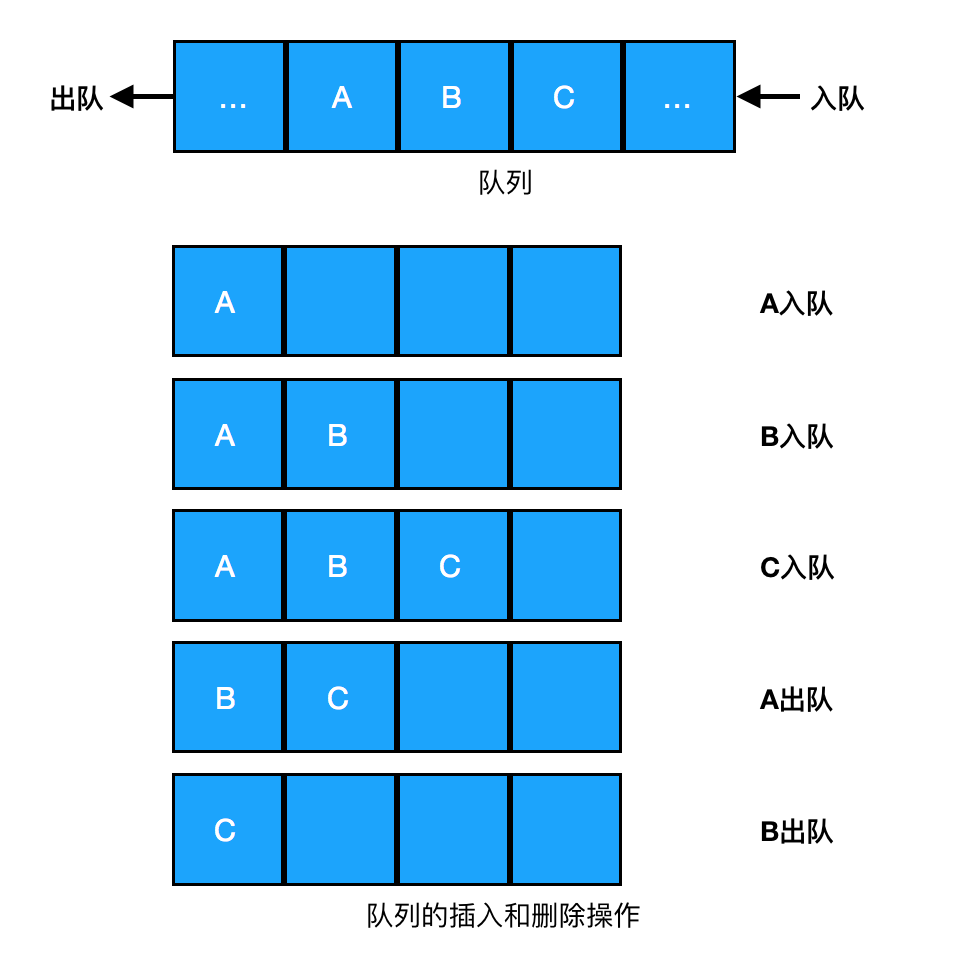 出队 … A B C … 入队
队列
A A入队
A B B入队
A B C C入队
B C A出队
C B出队
队列的插入和删除操作